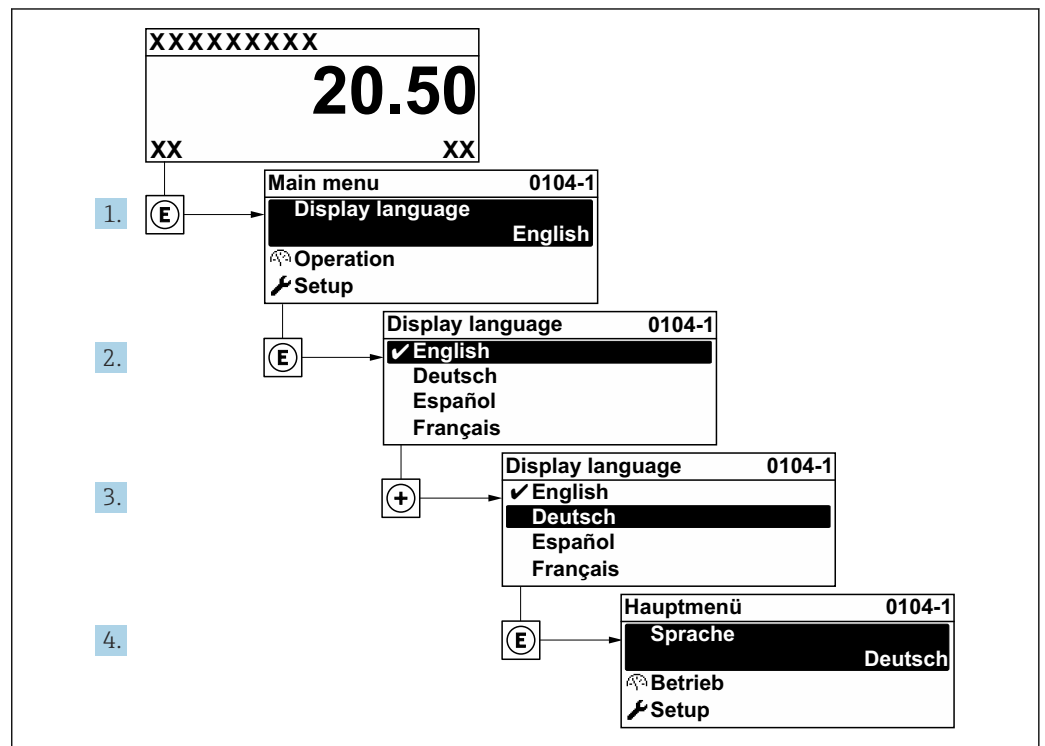 XXXXXXXXX
20.50
XX XX
1.
E
Main menu 0104-1
Display language
English
Operation
Setup
2.
E
Display language 0104-1
✔English
Deutsch
Español
Français
3.
+
Display language 0104-1
✔English
Deutsch
Español
Français
4.
E
Hauptmenü 0104-1
Sprache
Deutsch
Betrieb
Setup